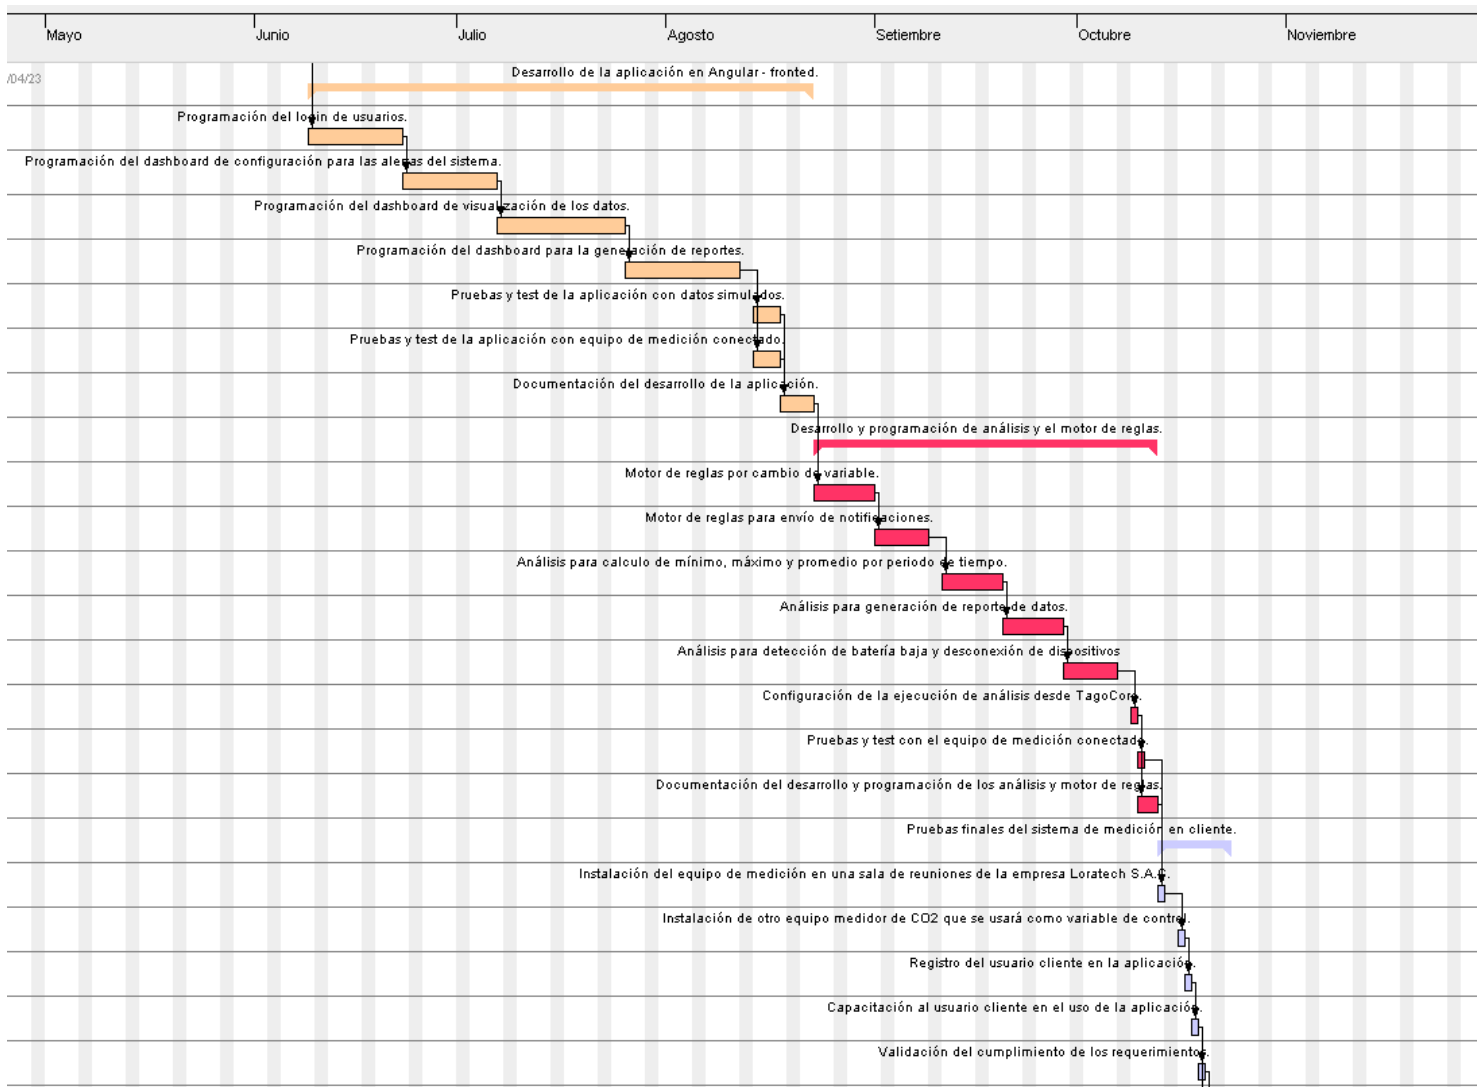 Mayo Junio Julio Agosto Setiembre Octubre Noviembre
/04/23
Desarrollo de la aplicación en Angular - fronted.
Programación del login de usuarios.
Programación del dashboard de configuración para las alertas del sistema.
Programación del dashboard de visualización de los datos.
Programación del dashboard para la generación de reportes.
Pruebas y test de la aplicación con datos simulados.
Pruebas y test de la aplicación con equipo de medición conectado.
Documentación del desarrollo de la aplicación.
Desarrollo y programación de análisis y el motor de reglas.
Motor de reglas por cambio de variable.
Motor de reglas para envío de notificaciones.
Análisis para calculo de mínimo, máximo y promedio por periodo de tiempo.
Análisis para generación de reporte de datos.
Análisis para detección de batería baja y desconexión de dispositivos
Configuración de la ejecución de análisis desde TagoCore.
Pruebas y test con el equipo de medición conectado.
Documentación del desarrollo y programación de los análisis y motor de reglas.
Pruebas finales del sistema de medición en cliente.
Instalación del equipo de medición en una sala de reuniones de la empresa Loratech S.A.C.
Instalación de otro equipo medidor de CO2 que se usará como variable de control.
Registro del usuario cliente en la aplicación.
Capacitación al usuario cliente en el uso de la aplicación.
Validación del cumplimiento de los requerimientos.